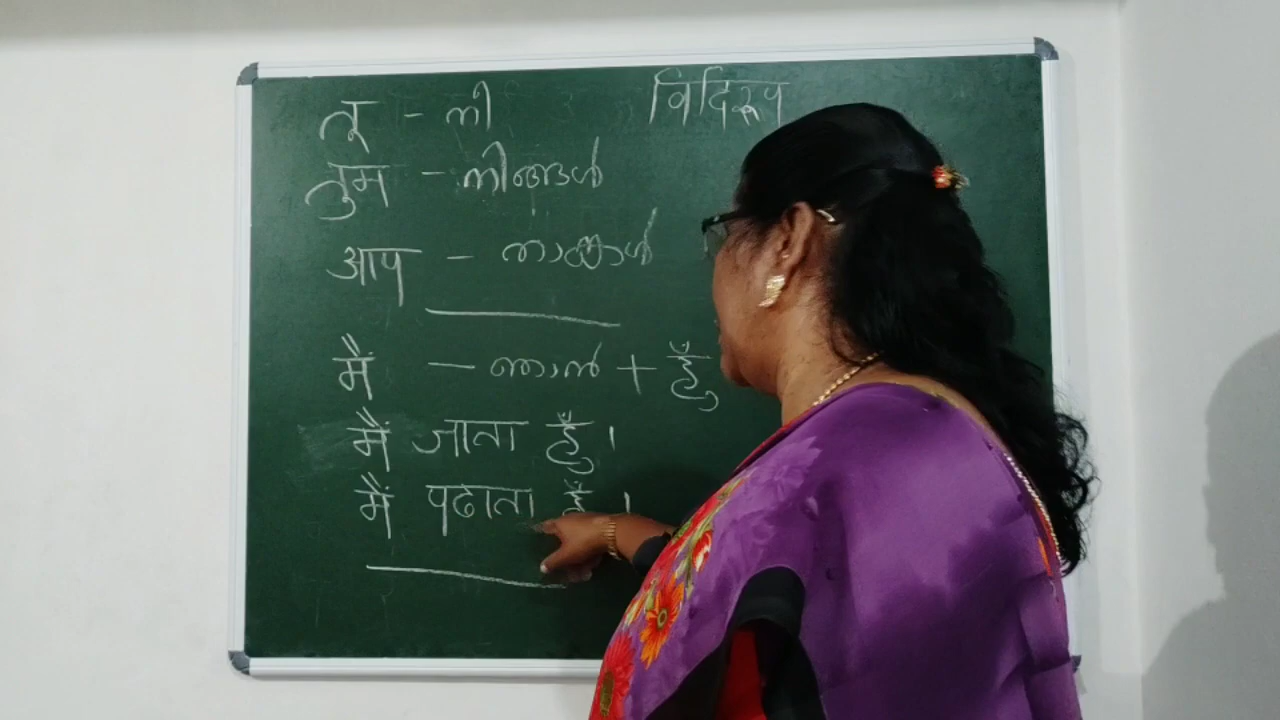 तू - നീ विदिरूप
तुम - നിങ്ങൾ
आप - താങ്കൾ
मैं - ഞാൻ + हूँ
मैं जाता हूँ।
मैं पढाता हूँ।